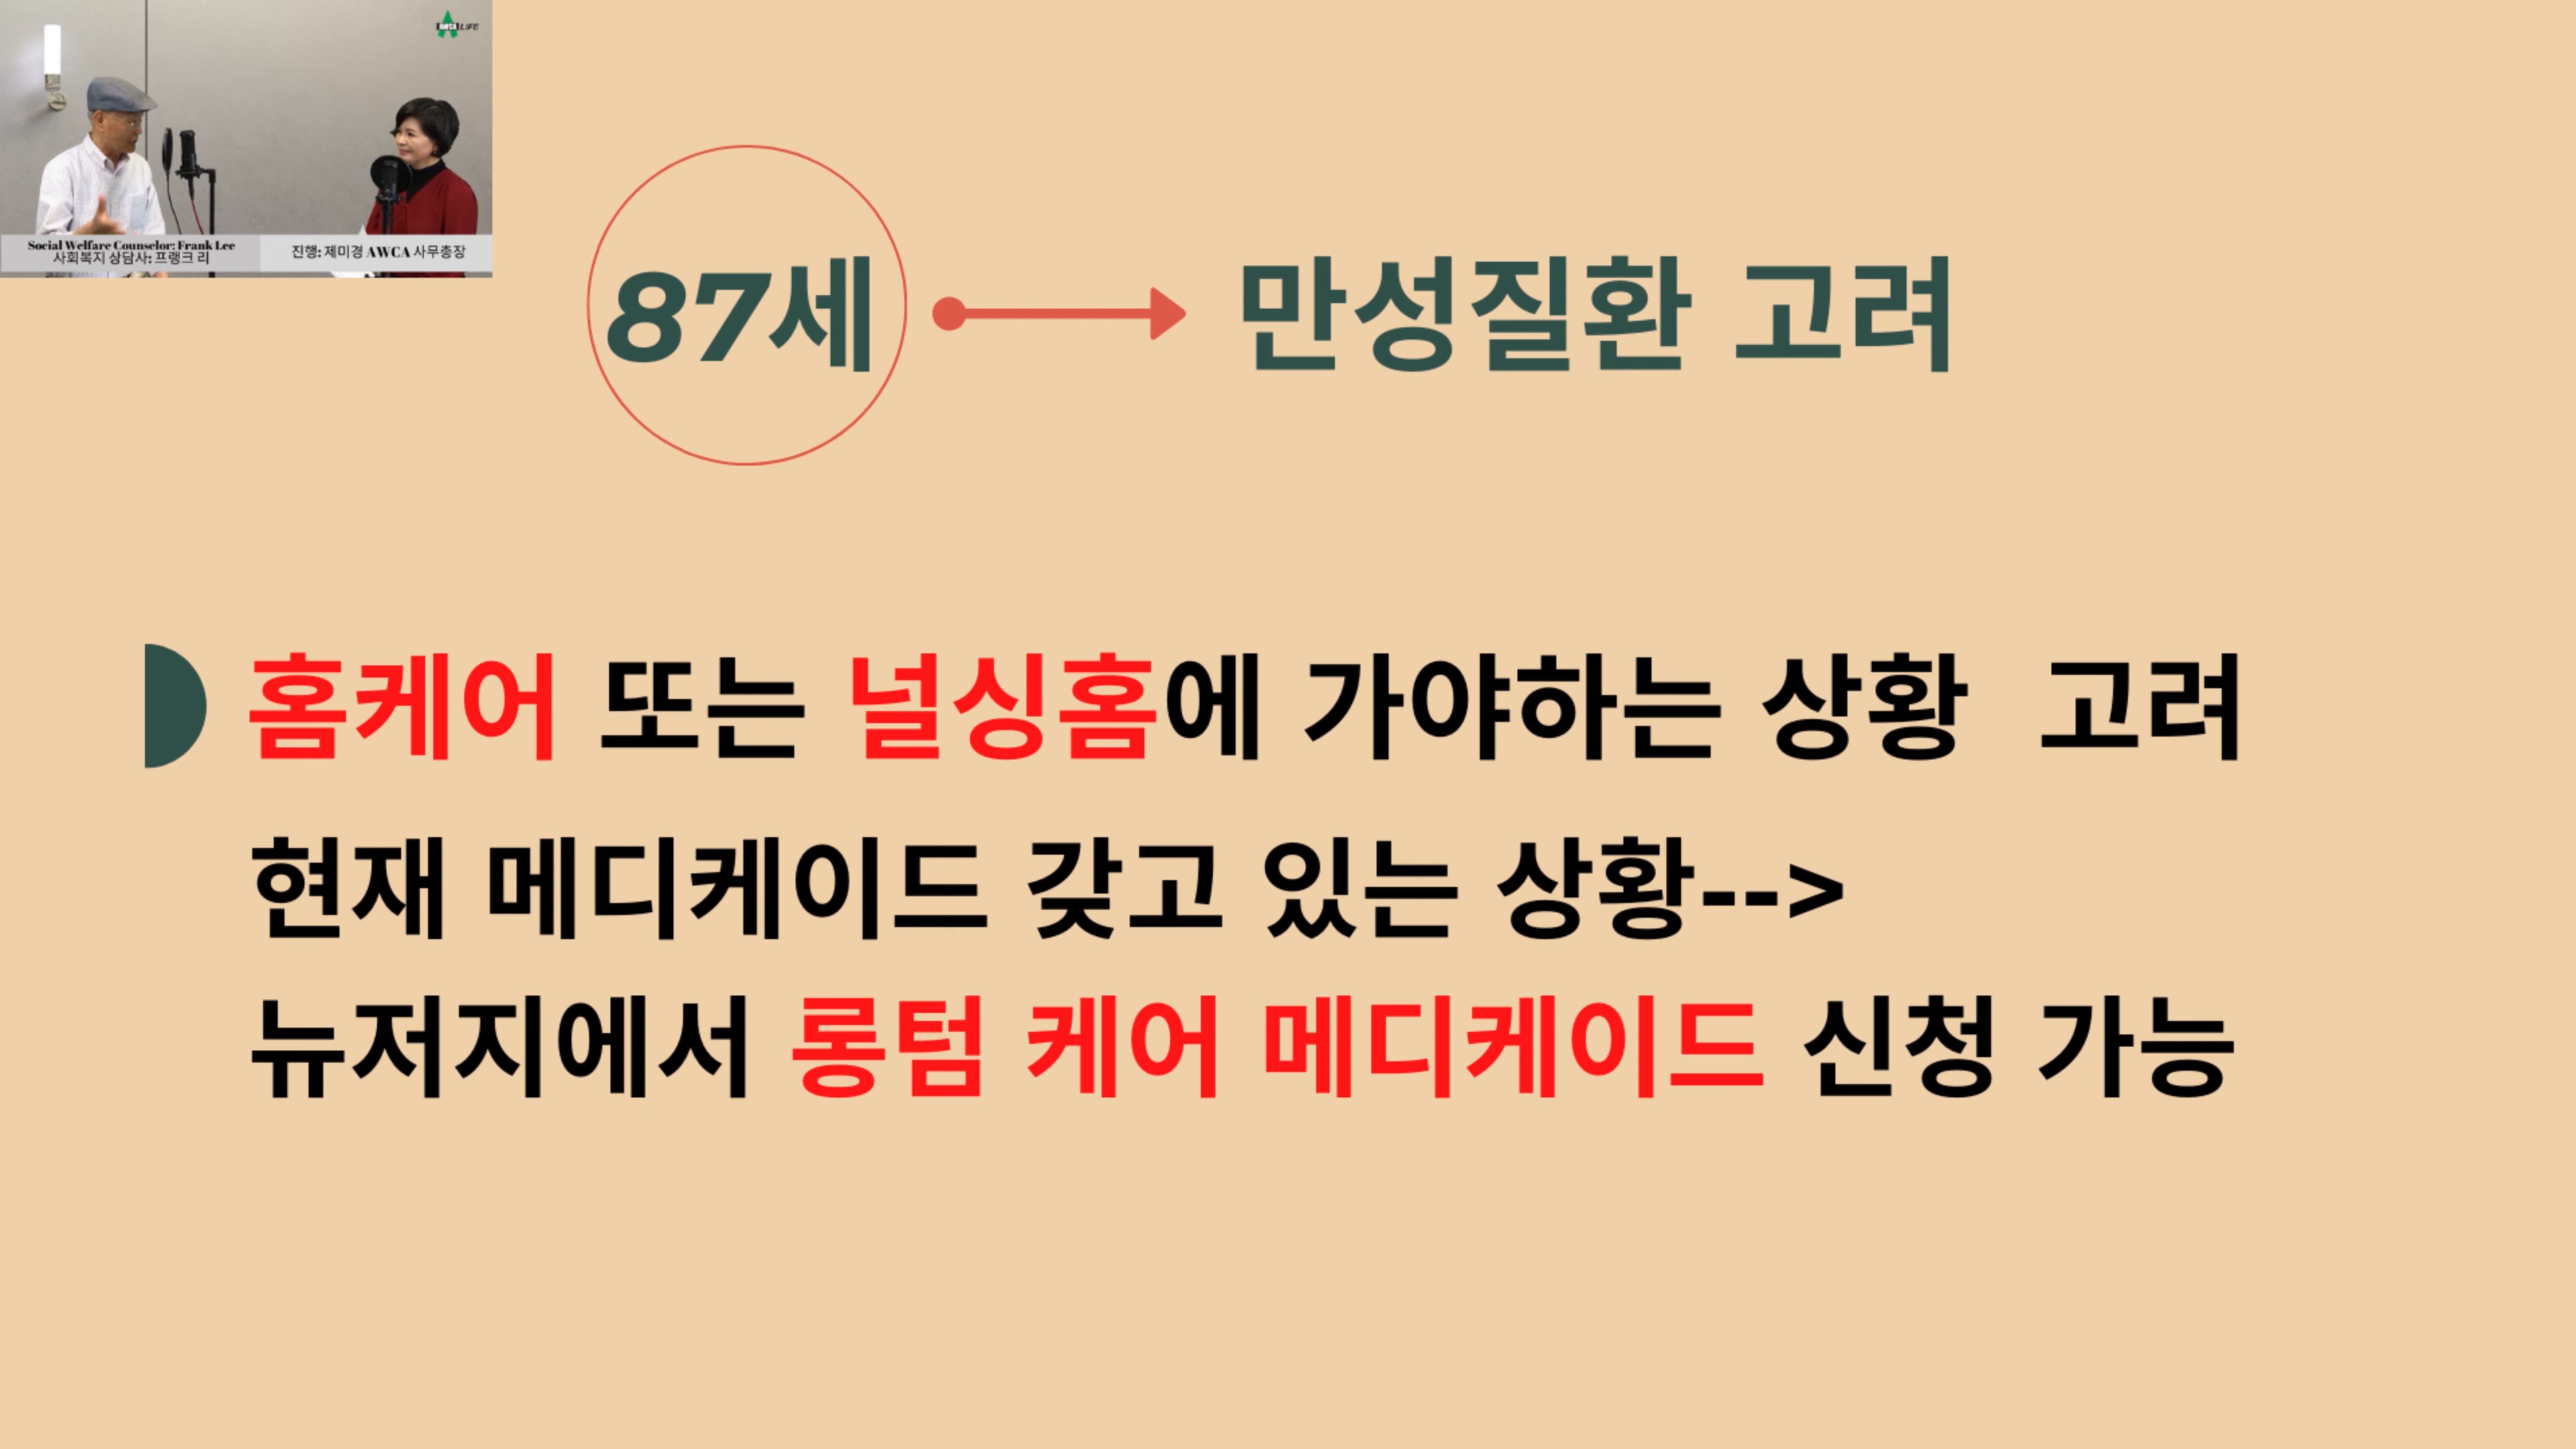 AWCA LIFE
Social Welfare Counselor: Frank Lee
사회복지 상담사: 프랭크 리
진행: 제미경 AWCA 사무총장
87세
만성질환 고려
홈케어 또는 널싱홈에 가야하는 상황 고려
현재 메디케이드 갖고 있는 상황-->
뉴저지에서 롱텀 케어 메디케이드 신청 가능